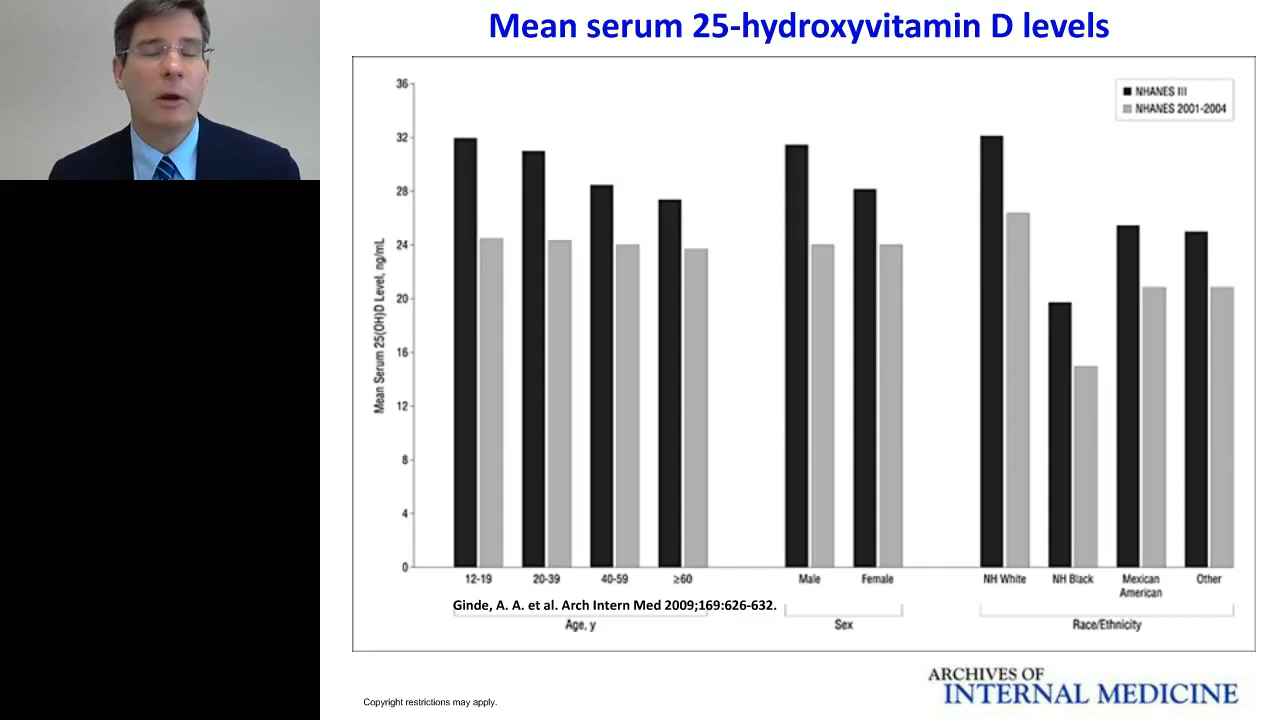 Mean serum 25-hydroxyvitamin D levels
NHANES III
NHANES 2001-2004
Mean Serum 25(OH)D Level, ng/mL
36
32
28
24
20
16
12
8
4
0
12-19 20-39 40-59 ≥60 Male Female NH White NH Black Mexican American Other
Ginde, A. A. et al. Arch Intern Med 2009;169:626-632.
Age, y Sex Race/Ethnicity
ARCHIVES OF
INTERNAL MEDICINE
Copyright restrictions may apply.